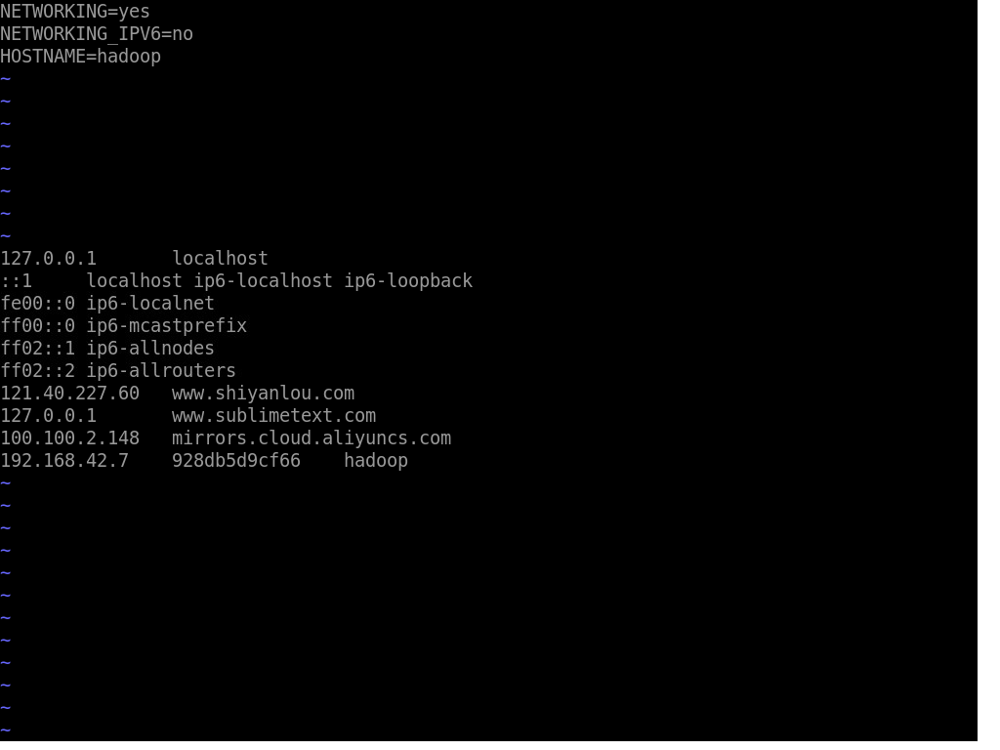 NETWORKING=yes
NETWORKING_IPV6=no
HOSTNAME=hadoop
~
~
~
~
~
~
~
~
127.0.0.1       localhost
::1     localhost ip6-localhost ip6-loopback
fe00::0 ip6-localnet
ff00::0 ip6-mcastprefix
ff02::1 ip6-allnodes
ff02::2 ip6-allrouters
121.40.227.60   www.shiyanlou.com
127.0.0.1       www.sublimetext.com
100.100.2.148   mirrors.cloud.aliyuncs.com
192.168.42.7    928db5d9cf66    hadoop
~
~
~
~
~
~
~
~
~
~
~
~